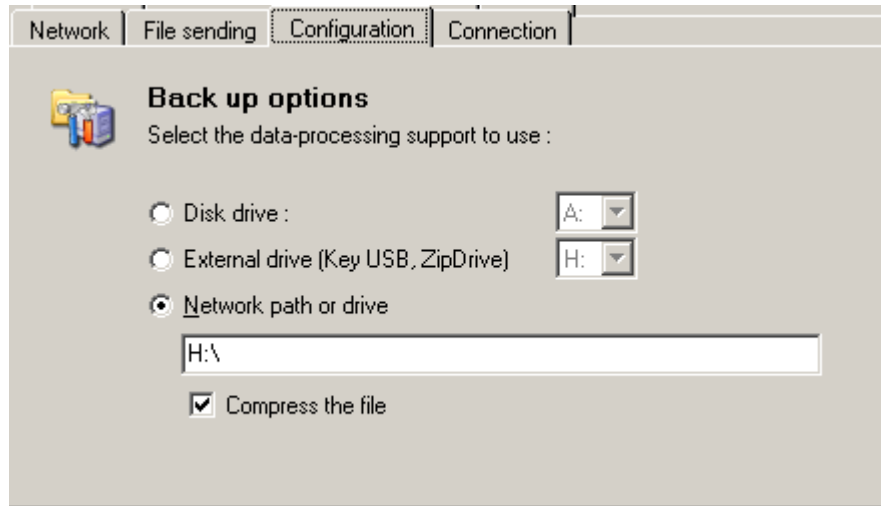 Network File sending Configuration Connection
Back up options
Select the data-processing support to use :
Disk drive : A:
External drive (Key USB, ZipDrive) H:
Network path or drive
H:\
Compress the file